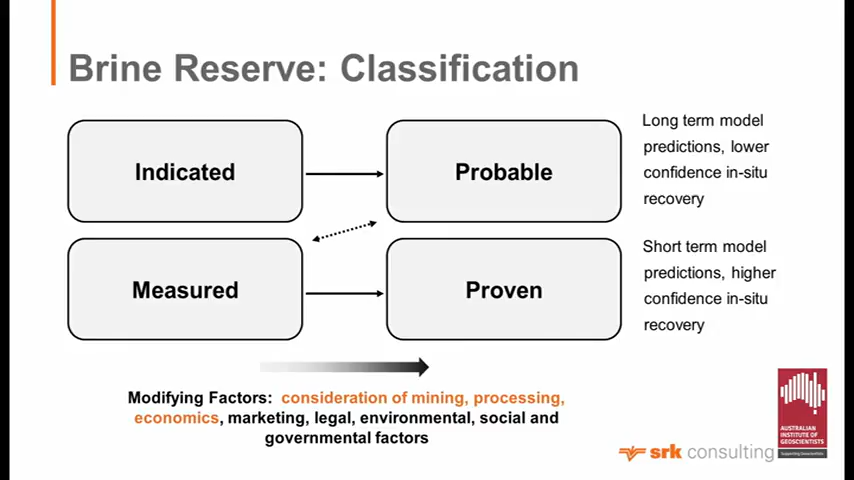 Brine Reserve: Classification
Indicated
Probable
Long term model
predictions, lower
confidence in-situ
recovery
Measured
Proven
Short term model
predictions, higher
confidence in-situ
recovery
Modifying Factors: consideration of mining, processing,
economics, marketing, legal, environmental, social and
governmental factors
AUSTRALIAN
INSTITUTE OF
GEOSCIENTISTS
Supporting Geoscientists
srk consulting